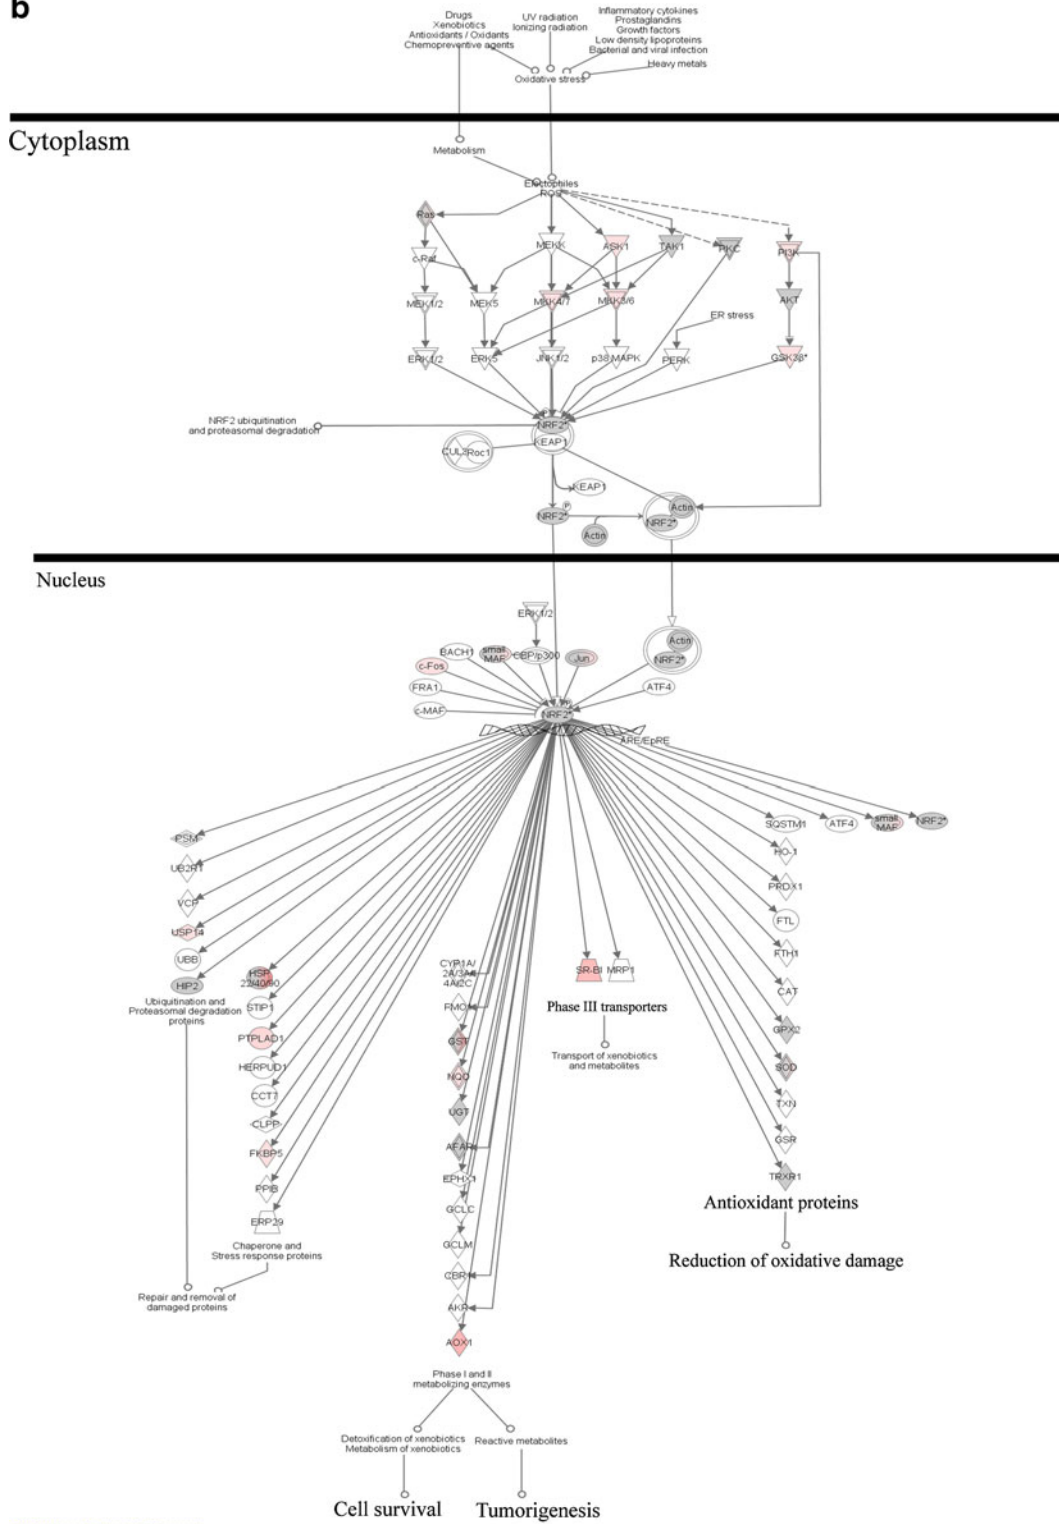 b
Drugs
Xenobiotics
Antioxidants / Oxidants
Chemopreventive agents
UV radiation
Ionizing radiation
Inflammatory cytokines
Prostaglandins
Growth factors
Low density lipoproteins
Bacterial and viral infection
Heavy metals
Oxidative stress
Cytoplasm
Metabolism
Electophiles
ROS
Ras
c-Raf
MEKK
ASK1
TAK1
PKC
PI3K
MEK1/2
MEK5
MKK4/7
MKK3/6
AKT
ER stress
ERK1/2
ERK5
JNK1/2
p38 MAPK
PERK
GSK3β*
NRF2 ubiquitination
and proteasomal degradation
NRF2*
KEAP1
CUL3
Roc1
KEAP1
NRF2*
P
Actin
Actin
NRF2*
Nucleus
ERK1/2
BACH1
small
MAF
CBP/p300
Jun
Actin
NRF2*
c-Fos
FRA1
ATF4
c-MAF
NRF2*
ARE/EpRE
PSM
UB2R1
VCP
USP14
UBB
HIP2
Ubiquitination and
Proteasomal degradation
proteins
HSP
22/40/90
STIP1
PTPLAD1
HERPUD1
CCT7
CLPP
FKBP5
PPIB
ERP29
Chaperone and
Stress response proteins
Repair and removal of
damaged proteins
CYP1A/
2A/3A/
4A/2C
FMO1
GST
NQO
UGT
AFAR
EPHX1
GCLC
GCLM
CBR1
AKR
AOX1
Phase I and II
metabolizing enzymes
Detoxification of xenobiotics
Metabolism of xenobiotics
Reactive metabolites
Cell survival
Tumorigenesis
SR-BI
MRP1
Phase III transporters
Transport of xenobiotics
and metabolites
SQSTM1
ATF4
small
MAF
NRF2*
HO-1
PRDX1
FTL
FTH1
CAT
GPX2
SOD
TXN
GSR
TRXR1
Antioxidant proteins
Reduction of oxidative damage